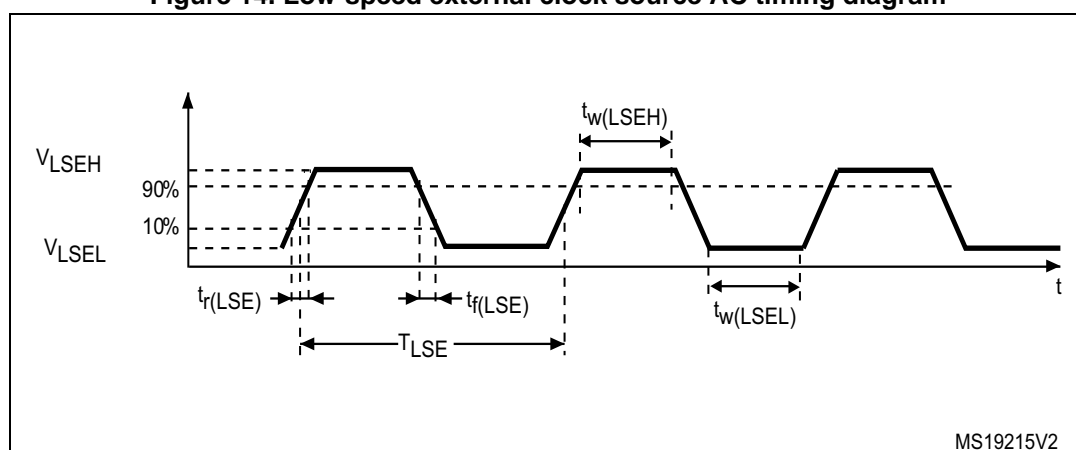 Figure 14. Low-speed external clock source AC timing diagram
tw(LSEH)
VLSEH
90%
10%
VLSEL
tr(LSE)
tf(LSE)
tw(LSEL)
t
TLSE
MS19215V2